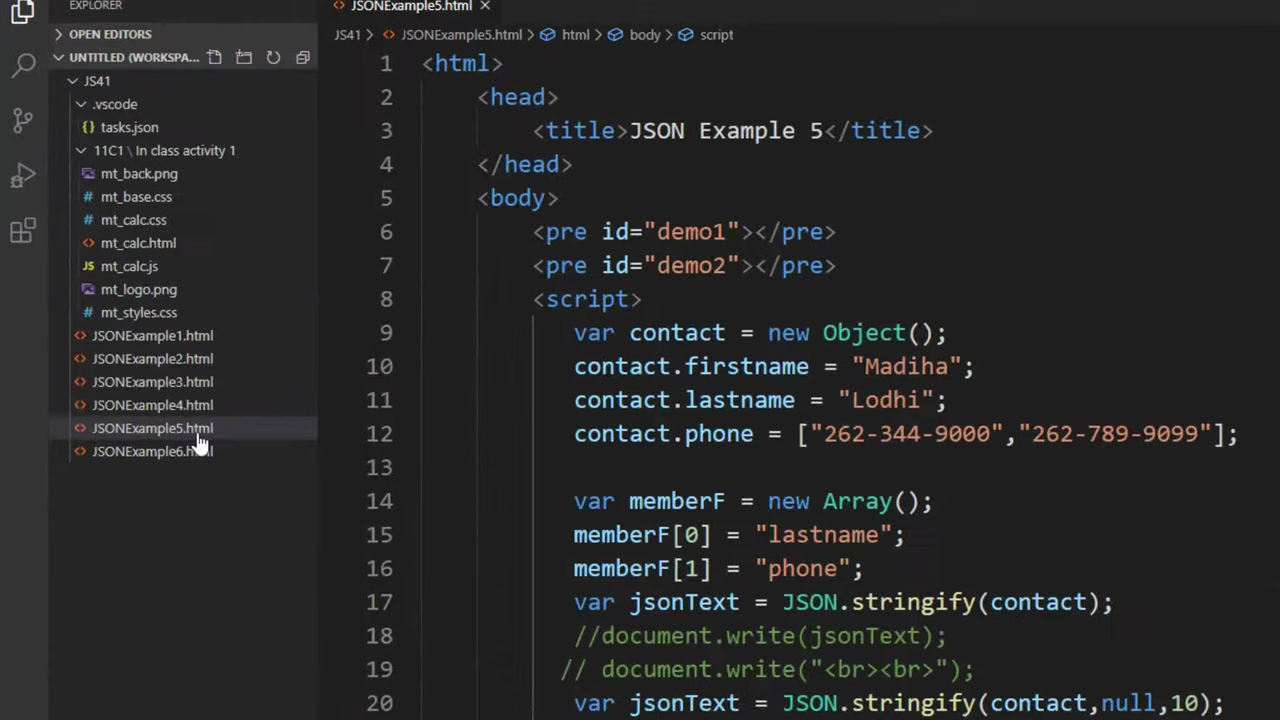 EXPLORER
OPEN EDITORS
UNTITLED (WORKSPA...
JS41
.vscode
{} tasks.json
11C1 \ In class activity 1
mt_back.png
# mt_base.css
# mt_calc.css
<> mt_calc.html
JS mt_calc.js
mt_logo.png
# mt_styles.css
<> JSONExample1.html
<> JSONExample2.html
<> JSONExample3.html
<> JSONExample4.html
<> JSONExample5.html
<> JSONExample6.html
<> JSONExample5.html ×
JS41 > <> JSONExample5.html > html > body > script
1 <html>
2 <head>
3 <title>JSON Example 5</title>
4 </head>
5 <body>
6 <pre id="demo1"></pre>
7 <pre id="demo2"></pre>
8 <script>
9 var contact = new Object();
10 contact.firstname = "Madiha";
11 contact.lastname = "Lodhi";
12 contact.phone = ["262-344-9000","262-789-9099"];
13
14 var memberF = new Array();
15 memberF[0] = "lastname";
16 memberF[1] = "phone";
17 var jsonText = JSON.stringify(contact);
18 //document.write(jsonText);
19 // document.write("<br><br>");
20 var jsonText = JSON.stringify(contact,null,10);